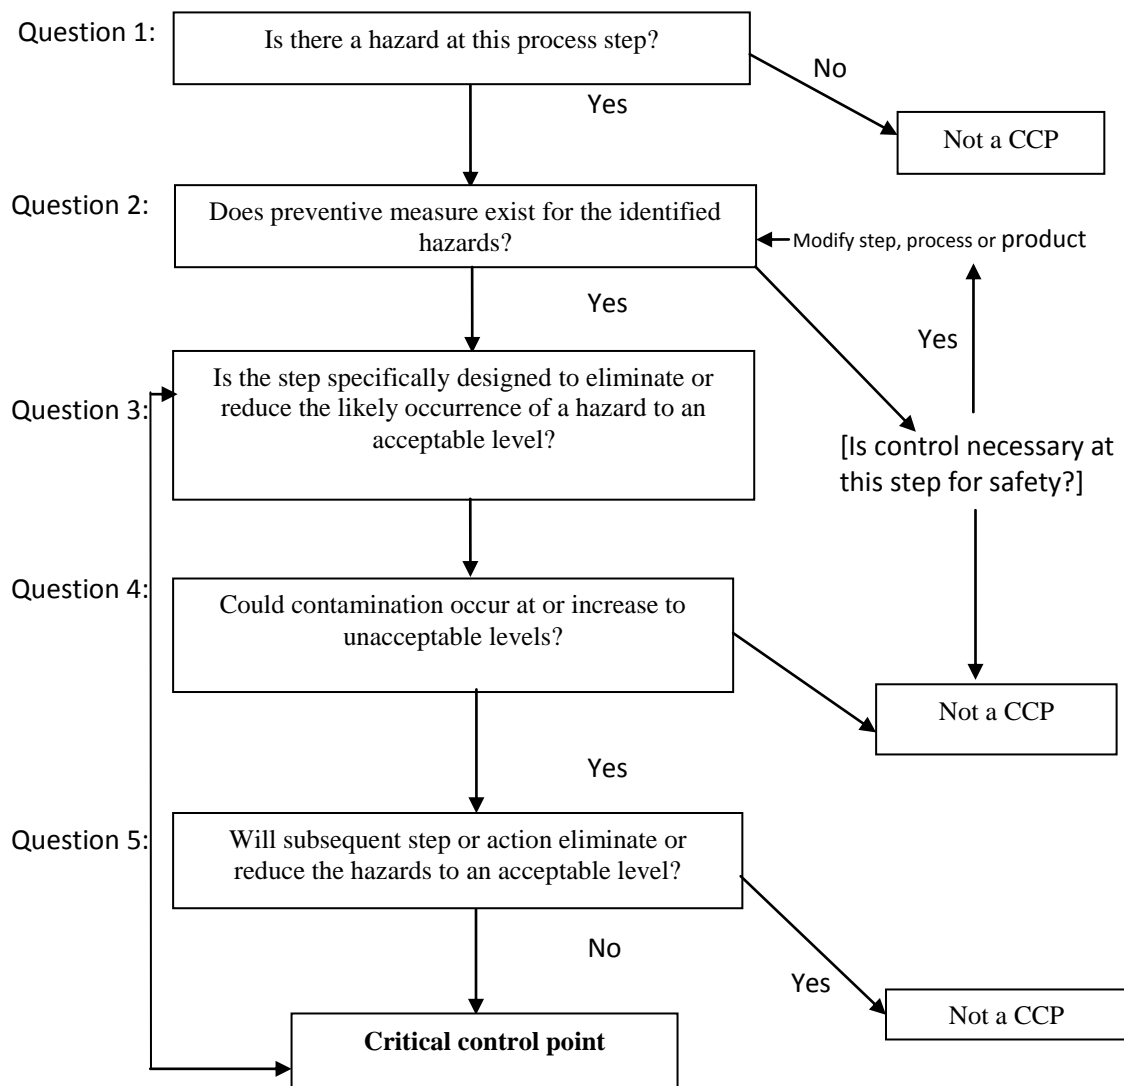 Question 1:
Is there a hazard at this process step?
No
Yes
Not a CCP
Question 2:
Does preventive measure exist for the identified
hazards?
Modify step, process or product
Yes
Yes
Question 3:
Is the step specifically designed to eliminate or
reduce the likely occurrence of a hazard to an
acceptable level?
[Is control necessary at
this step for safety?]
Question 4:
Could contamination occur at or increase to
unacceptable levels?
Not a CCP
Yes
Question 5:
Will subsequent step or action eliminate or
reduce the hazards to an acceptable level?
No
Yes
Not a CCP
Critical control point